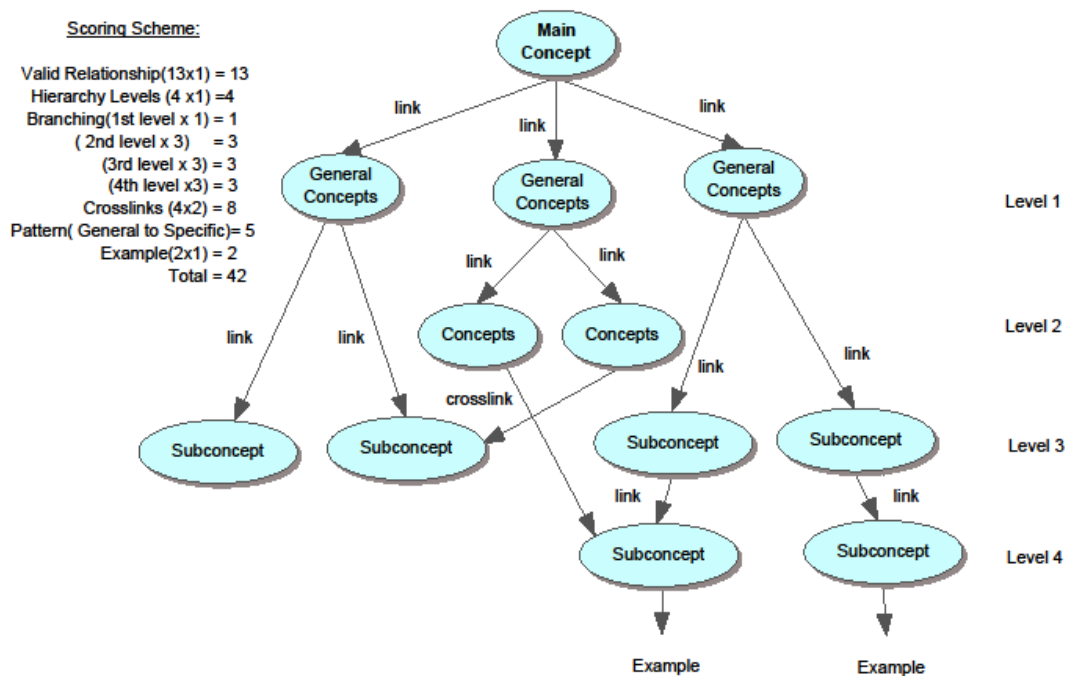 Scoring Scheme:
Valid Relationship(13x1) = 13
Hierarchy Levels (4 x1) =4
Branching(1st level x 1) = 1
( 2nd level x 3) = 3
(3rd level x 3) = 3
(4th level x3) = 3
Crosslinks (4x2) = 8
Pattern( General to Specific)= 5
Example(2x1) = 2
Total = 42
Main
Concept
link
link
link
General
Concepts
General
Concepts
General
Concepts
Level 1
link
link
Concepts
Concepts
Level 2
link
link
link
link
crosslink
Subconcept
Subconcept
Subconcept
Subconcept
Level 3
link
link
Subconcept
Subconcept
Level 4
Example
Example